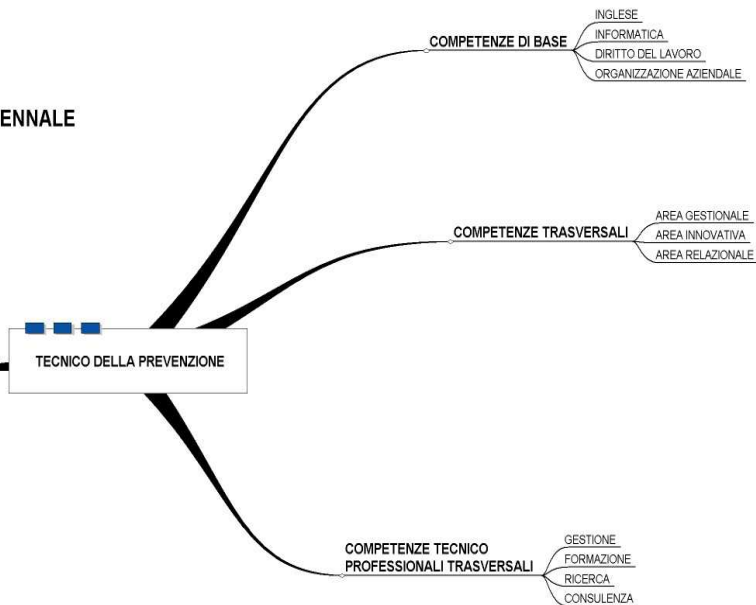 INGLESE
INFORMATICA
COMPETENZE DI BASE
DIRITTO DEL LAVORO
ORGANIZZAZIONE AZIENDALE
ENNALE
AREA GESTIONALE
COMPETENZE TRASVERSALI
AREA INNOVATIVA
AREA RELAZIONALE
TECNICO DELLA PREVENZIONE
COMPETENZE TECNICO
PROFESSIONALI TRASVERSALI
GESTIONE
FORMAZIONE
RICERCA
CONSULENZA